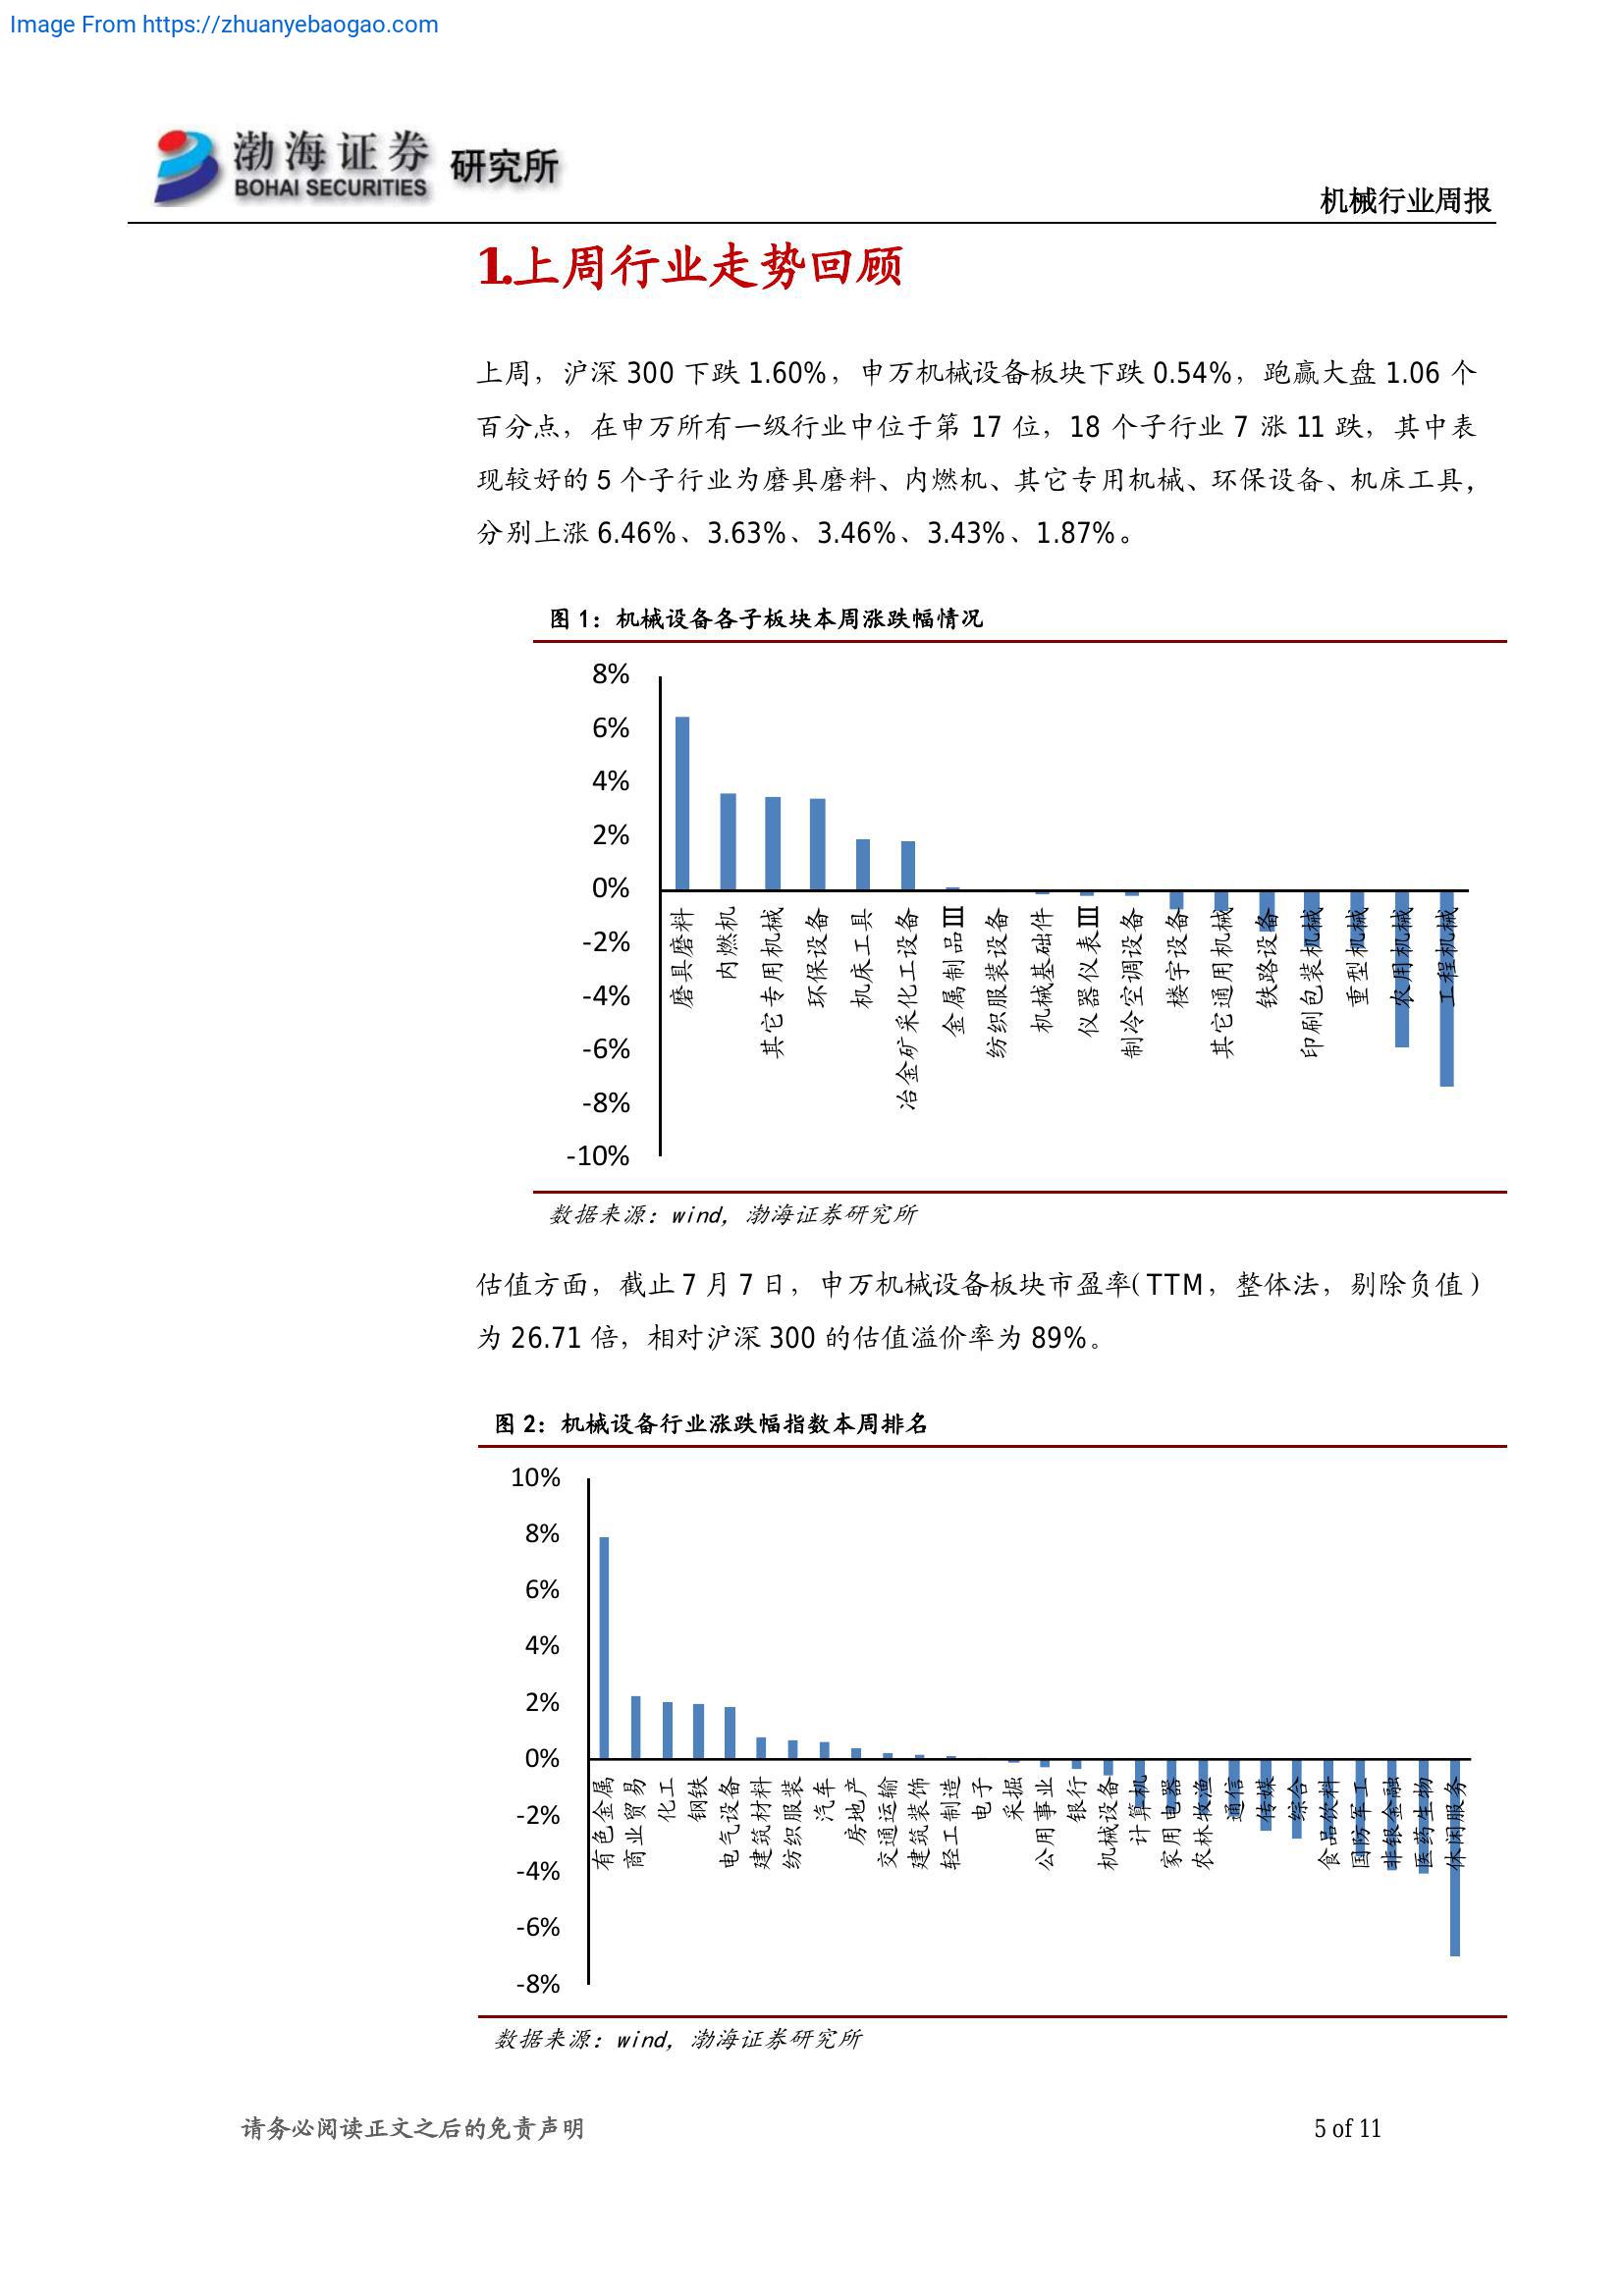 Image From https://zhuanyebaogao.com
渤海证券 研究所
BOHAI SECURITIES
机械行业周报
1.上周行业走势回顾
上周，沪深 300 下跌 1.60%，申万机械设备板块下跌 0.54%，跑赢大盘 1.06 个
百分点，在申万所有一级行业中位于第 17 位，18 个子行业 7 涨 11 跌，其中表
现较好的 5 个子行业为磨具磨料、内燃机、其它专用机械、环保设备、机床工具，
分别上涨 6.46%、3.63%、3.46%、3.43%、1.87%。
图 1：机械设备各子板块本周涨跌幅情况
8%
6%
4%
2%
0%
-2%
-4%
-6%
-8%
-10%
磨具磨料
内燃机
其它专用机械
环保设备
机床工具
冶金矿采化工设备
金属制品Ⅲ
纺织服装设备
机械基础件
仪器仪表Ⅲ
制冷空调设备
楼宇设备
其它通用机械
铁路设备
印刷包装机械
重型机械
农用机械
工程机械
数据来源：wind，渤海证券研究所
估值方面，截止 7 月 7 日，申万机械设备板块市盈率(TTM，整体法，剔除负值）
为 26.71 倍，相对沪深 300 的估值溢价率为 89%。
图 2：机械设备行业涨跌幅指数本周排名
10%
8%
6%
4%
2%
0%
-2%
-4%
-6%
-8%
有色金属
商业贸易
化工
钢铁
电气设备
建筑材料
纺织服装
汽车
房地产
交通运输
建筑装饰
轻工制造
电子
采掘
公用事业
银行
机械设备
计算机
家用电器
农林牧渔
通信
传媒
综合
食品饮料
国防军工
非银金融
医药生物
休闲服务
数据来源：wind，渤海证券研究所
请务必阅读正文之后的免责声明
5 of 11